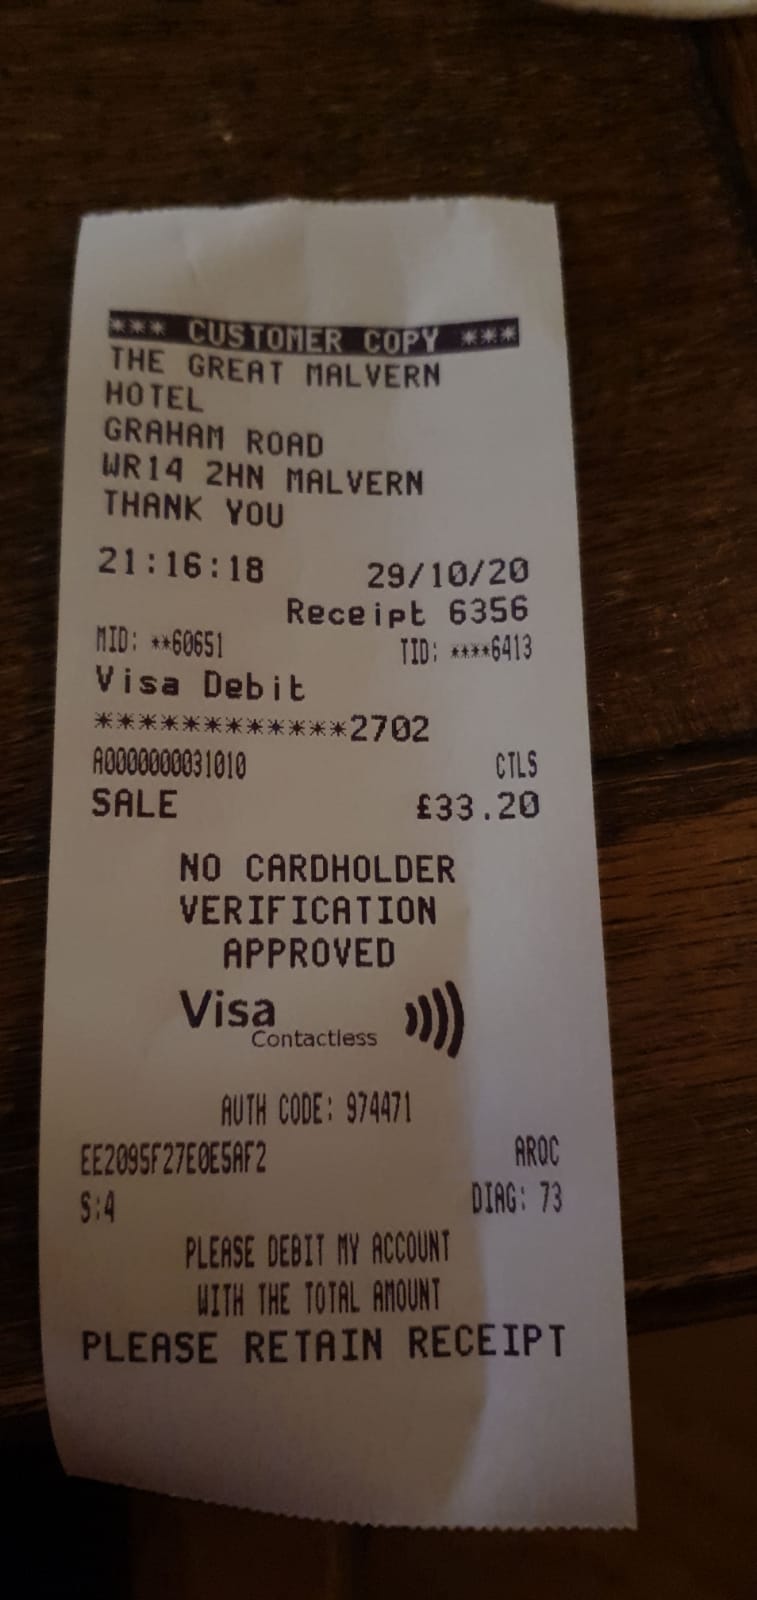 *** CUSTOMER COPY ***
THE GREAT MALVERN
HOTEL
GRAHAM ROAD
WR14 2HN MALVERN
THANK YOU
21:16:18 29/10/20
Receipt 6356
MID: **60651 TID: ****6413
Visa Debit
************2702
A0000000031010 CTLS
SALE £33.20
NO CARDHOLDER
VERIFICATION
APPROVED
Visa
Contactless
AUTH CODE: 974471
EE2095F27E0E5AF2 ARQC
S:4 DIAG: 73
PLEASE DEBIT MY ACCOUNT
WITH THE TOTAL AMOUNT
PLEASE RETAIN RECEIPT